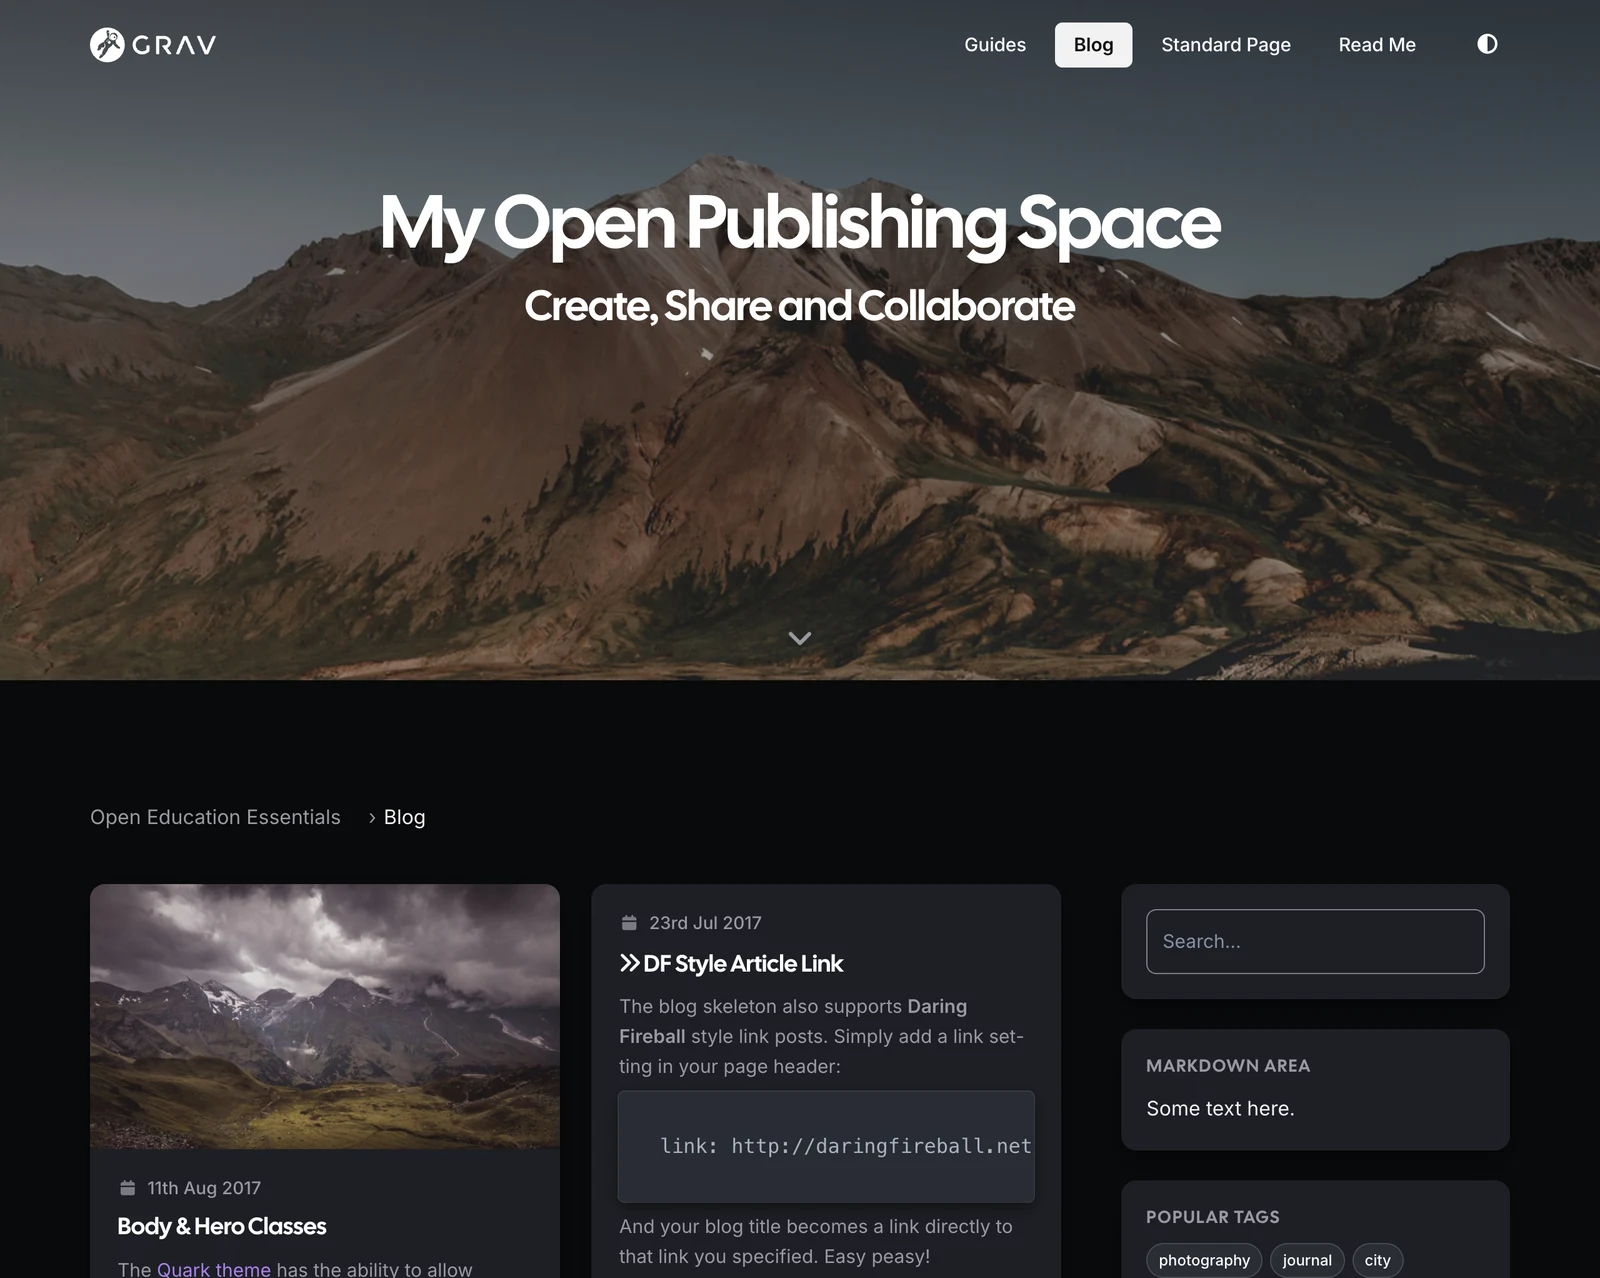 GRAV
Guides
Blog
Standard Page
Read Me
My Open Publishing Space
Create, Share and Collaborate
Open Education Essentials
› Blog
11th Aug 2017
Body & Hero Classes
The Quark theme has the ability to allow
23rd Jul 2017
DF Style Article Link
The blog skeleton also supports Daring
Fireball style link posts. Simply add a link set-
ting in your page header:
link: http://daringfireball.net
And your blog title becomes a link directly to
that link you specified. Easy peasy!
Search...
MARKDOWN AREA
Some text here.
POPULAR TAGS
photography
journal
city